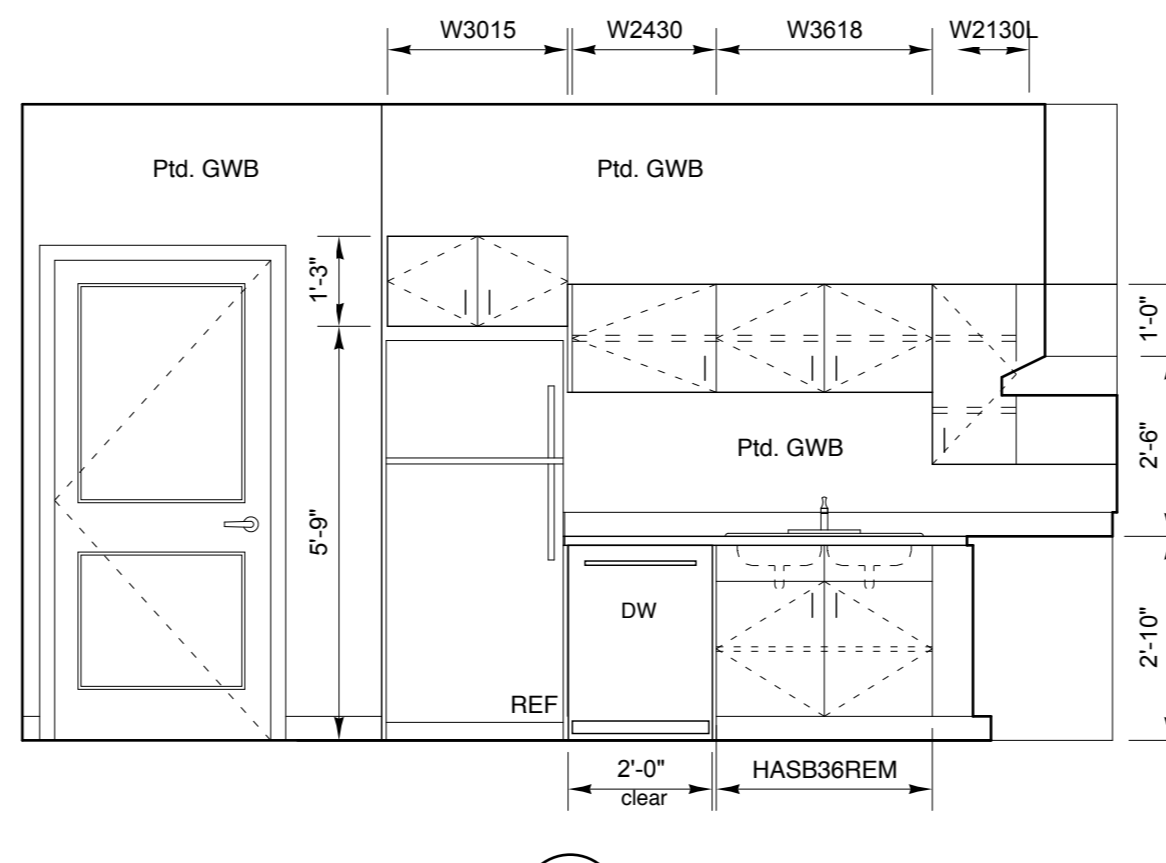 W3015 W2430 W3618 W2130L
Ptd. GWB Ptd. GWB
1'-3"
1'-0"
Ptd. GWB
2'-6"
5'-9"
DW
2'-10"
REF
2'-0" HASB36REM
clear